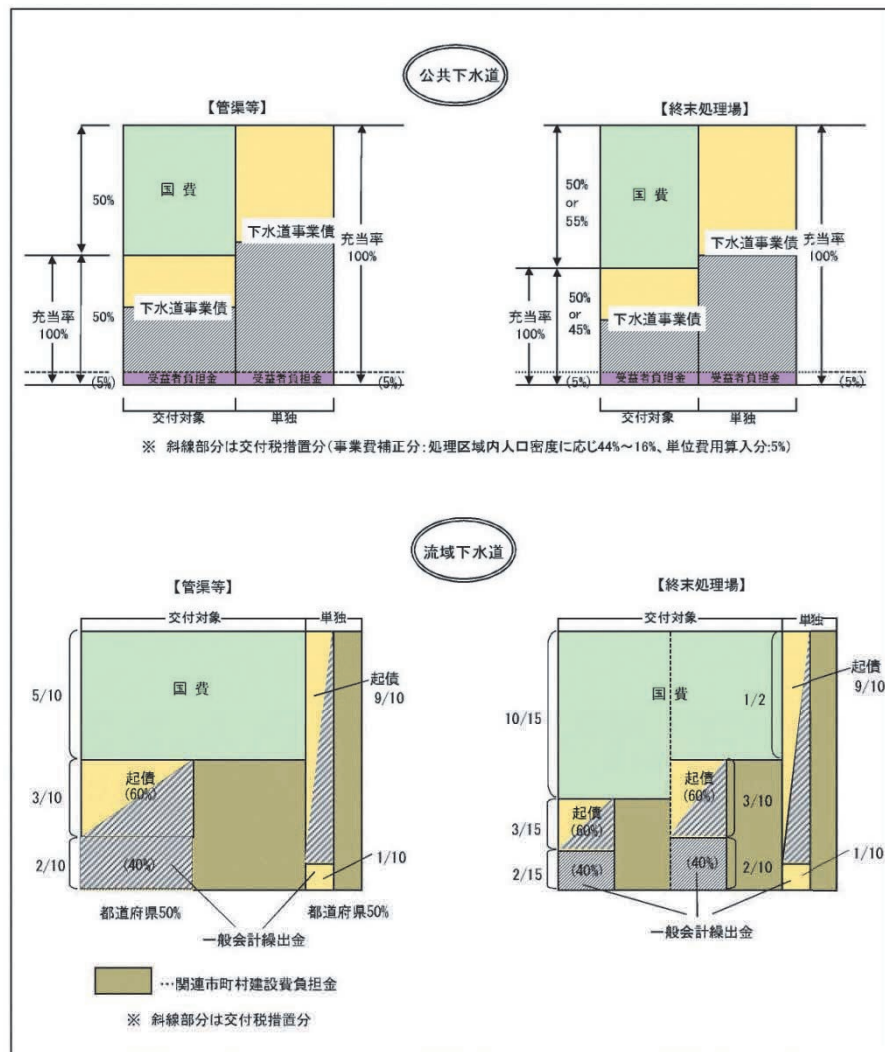 公共下水道
【管渠等】
国費
50%
下水道事業債
充当率
100%
下水道事業債
充当率
100%
50%
(5%)
受益者負担金
受益者負担金
(5%)
交付対象
単独
【終末処理場】
国費
50%
or
55%
下水道事業債
充当率
100%
下水道事業債
充当率
100%
50%
or
45%
(5%)
受益者負担金
受益者負担金
(5%)
交付対象
単独
※ 斜線部分は交付税措置分(事業費補正分:処理区域内人口密度に応じ44%~16%、単位費用算入分:5%)
流域下水道
【管渠等】
交付対象
単独
5/10
国費
起債
9/10
3/10
起債
(60%)
2/10
(40%)
1/10
都道府県50%
都道府県50%
一般会計繰出金
【終末処理場】
交付対象
単独
10/15
国費
1/2
起債
9/10
起債
(60%)
3/10
3/15
起債
(60%)
2/15
(40%)
(40%)
2/10
1/10
一般会計繰出金
…関連市町村建設費負担金
※ 斜線部分は交付税措置分